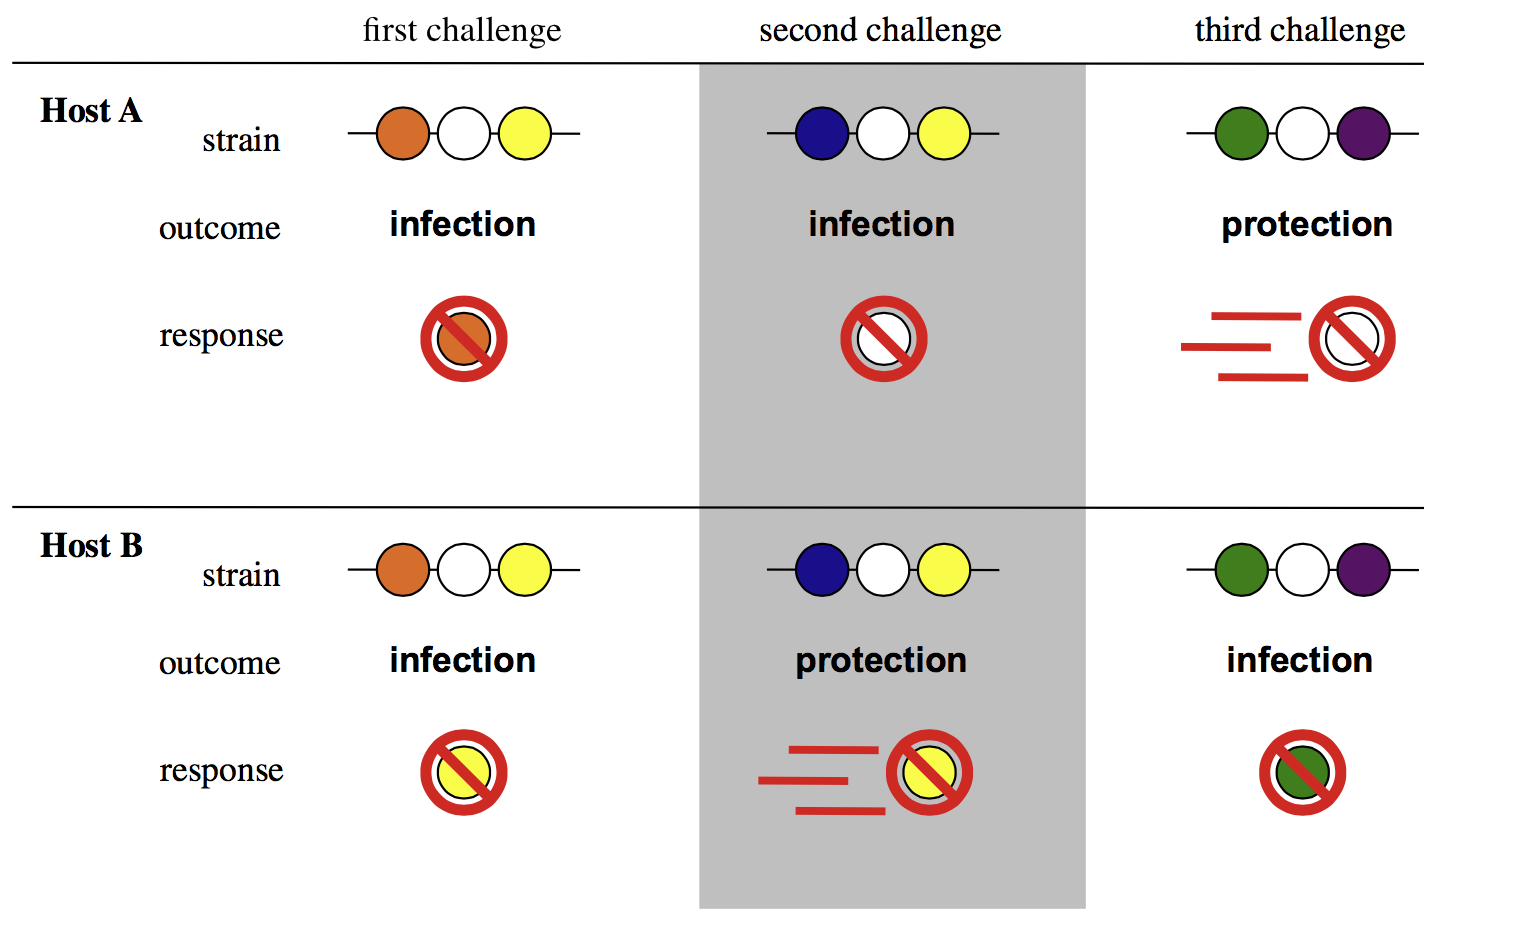 first challenge second challenge third challenge
Host A
strain
outcome infection infection protection
response
Host B
strain
outcome infection protection infection
response